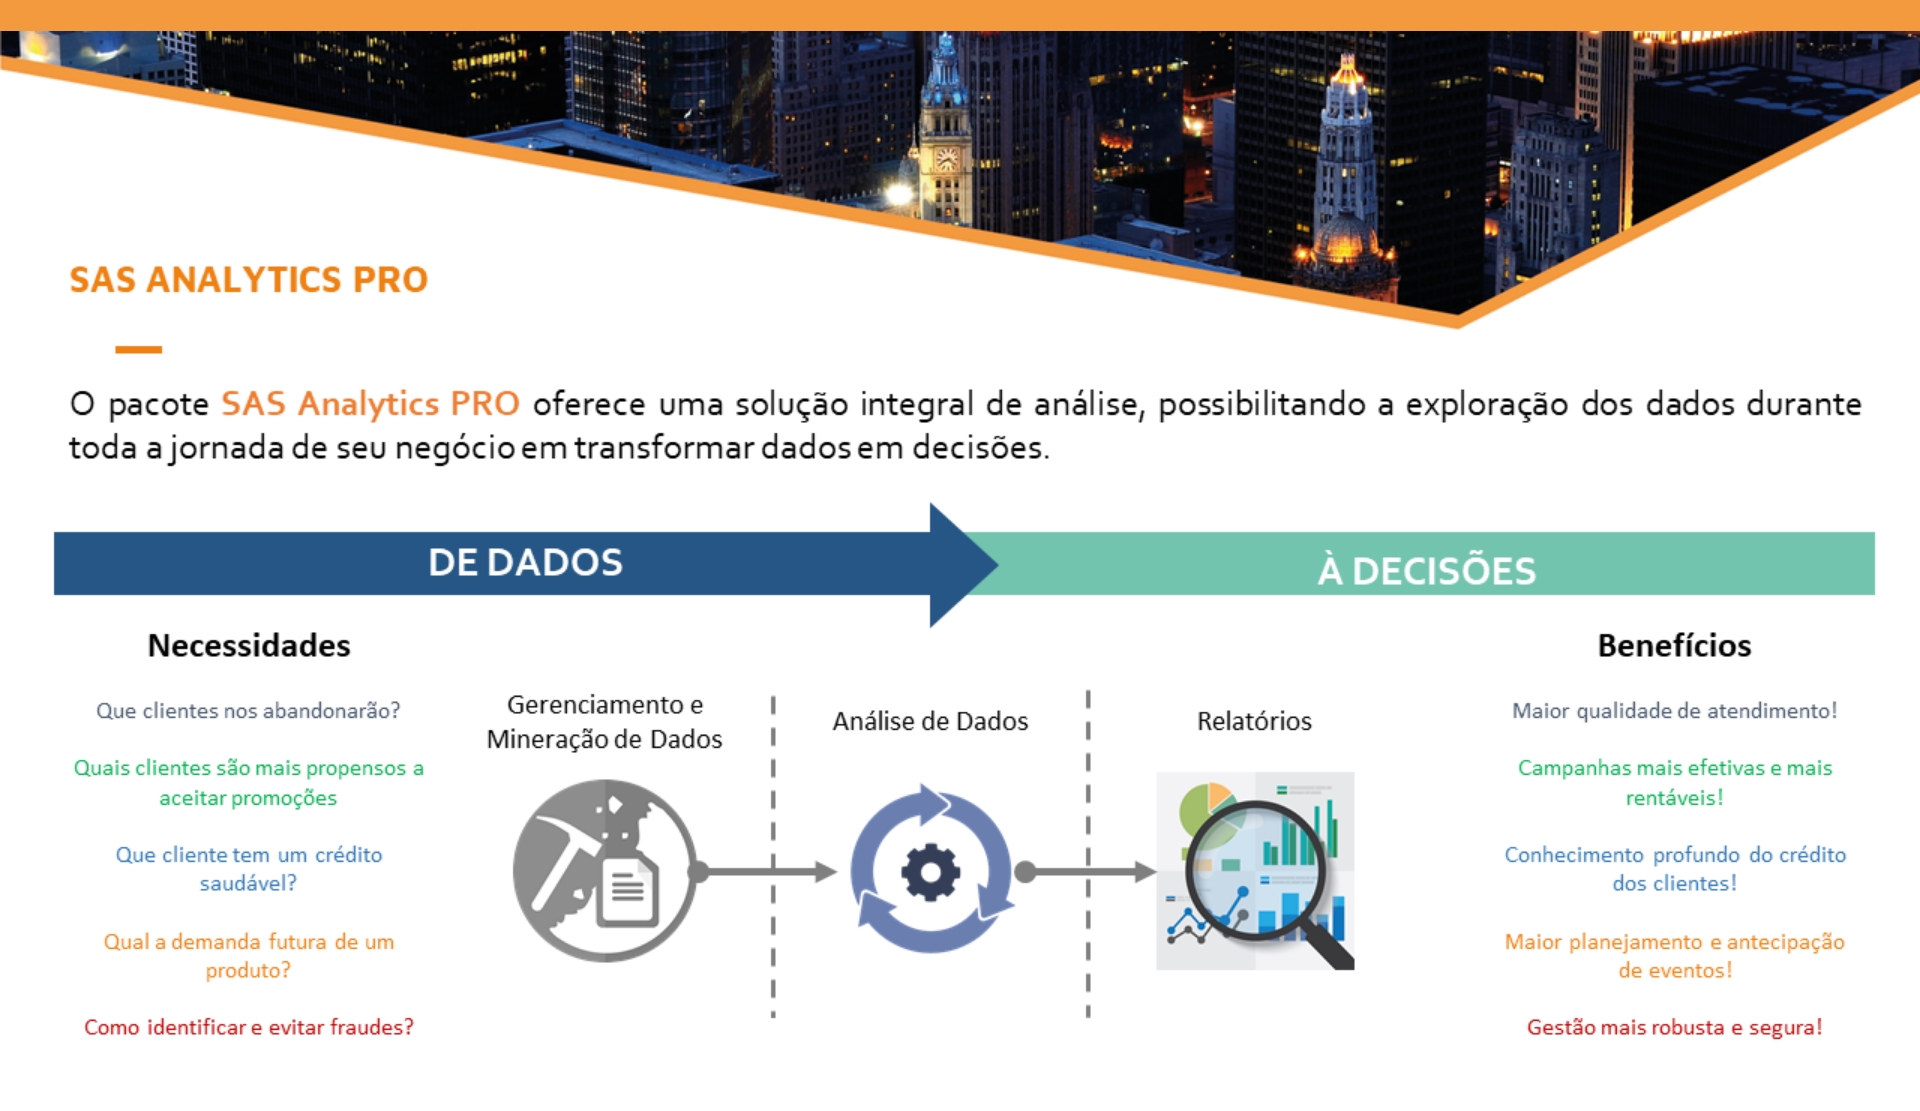 SAS ANALYTICS PRO
O pacote SAS Analytics PRO oferece uma solução integral de análise, possibilitando a exploração dos dados durante
toda a jornada de seu negócio em transformar dados em decisões.
DE DADOS
À DECISÕES
Necessidades
Que clientes nos abandonarão?
Quais clientes são mais propensos a
aceitar promoções
Que cliente tem um crédito
saudável?
Qual a demanda futura de um
produto?
Como identificar e evitar fraudes?
Gerenciamento e
Mineração de Dados
Análise de Dados
Relatórios
Benefícios
Maior qualidade de atendimento!
Campanhas mais efetivas e mais
rentáveis!
Conhecimento profundo do crédito
dos clientes!
Maior planejamento e antecipação
de eventos!
Gestão mais robusta e segura!